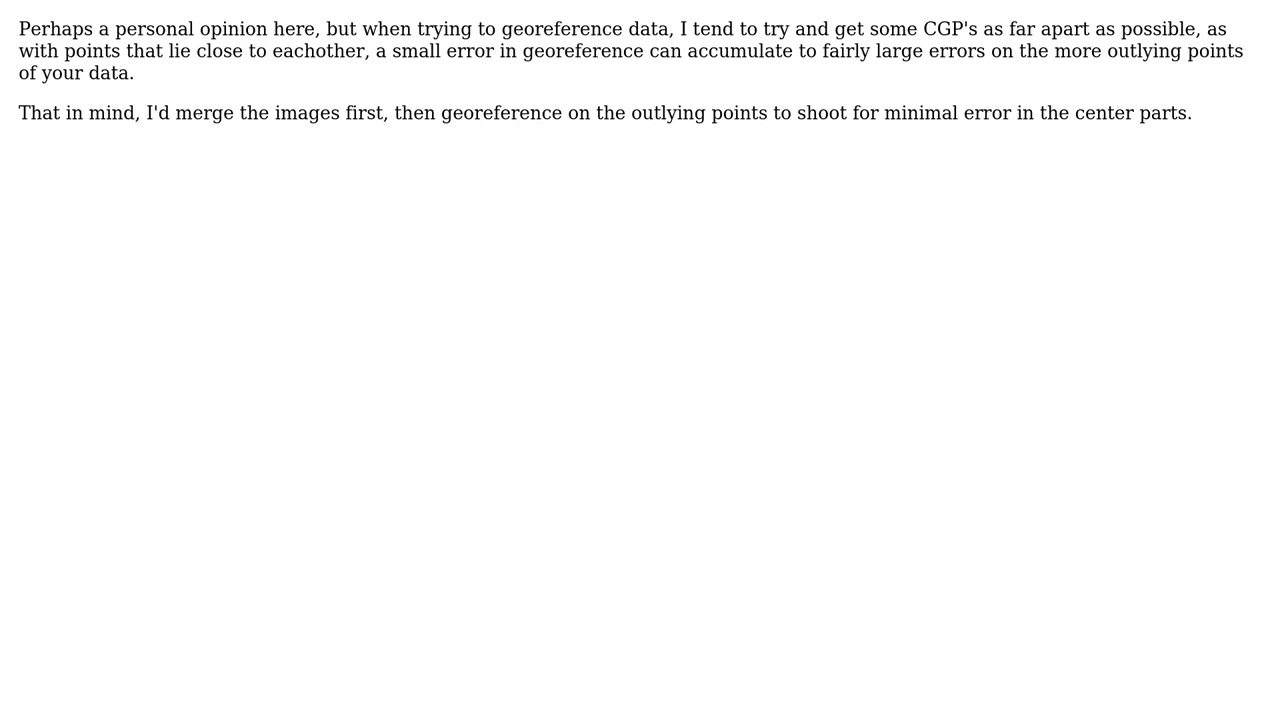 Perhaps a personal opinion here, but when trying to georeference data, I tend to try and get some CGP's as far apart as possible, as
with points that lie close to eachother, a small error in georeference can accumulate to fairly large errors on the more outlying points
of your data.
That in mind, I'd merge the images first, then georeference on the outlying points to shoot for minimal error in the center parts.